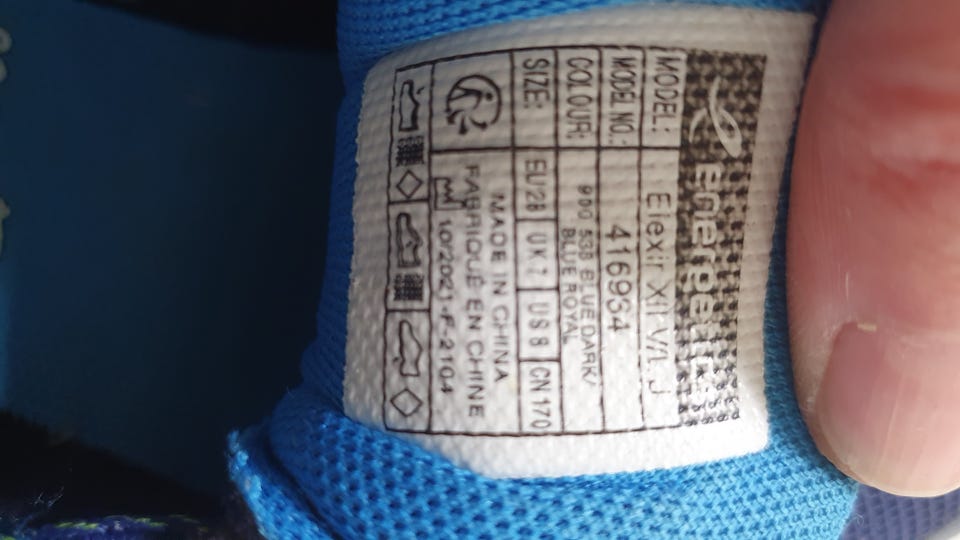 energetics
MODEL: Elexir XII V/L J
MODEL NO.: 416934
COLOUR: 900 538 BLUE DARK/
BLUE ROYAL
SIZE: EU 28 UK 7 US 8 CN 170
MADE IN CHINA
FABRIQUÉ EN CHINE
10/2021-F-2104